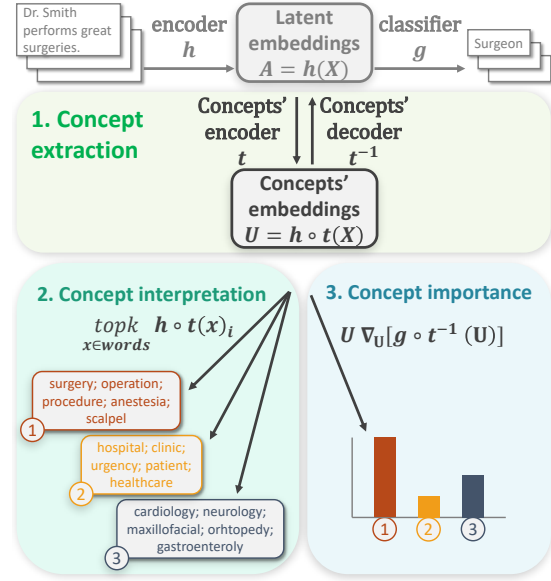 Dr. Smith
performs great
surgeries.
encoder
h
Latent
embeddings
A = h(X)
classifier
g
Surgeon
1. Concept
extraction
Concepts'
encoder
t
Concepts'
decoder
t⁻¹
Concepts'
embeddings
U = h ∘ t(X)
2. Concept interpretation
topk h ∘ t(x)ᵢ
x∈words
surgery; operation;
procedure; anestesia;
scalpel
1
hospital; clinic;
urgency; patient;
healthcare
2
cardiology; neurology;
maxillofacial; orhtopedy;
gastroenteroly
3
3. Concept importance
U ∇U[g ∘ t⁻¹ (U)]
1
2
3